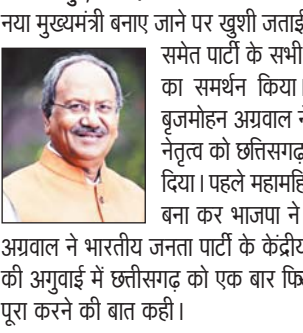 नया मुख्यमंत्री बनाए जाने पर खुशी जताई
समेत पार्टी के सभी
का समर्थन किया।
बृजमोहन अग्रवाल ने
नेतृत्व को छत्तिसगढ़
दिया। पहले महामहि
बना कर भाजपा ने
अग्रवाल ने भारतीय जनता पार्टी के केंद्रीय
की अगुवाई में छत्तीसगढ़ को एक बार फि
पूरा करने की बात कही।